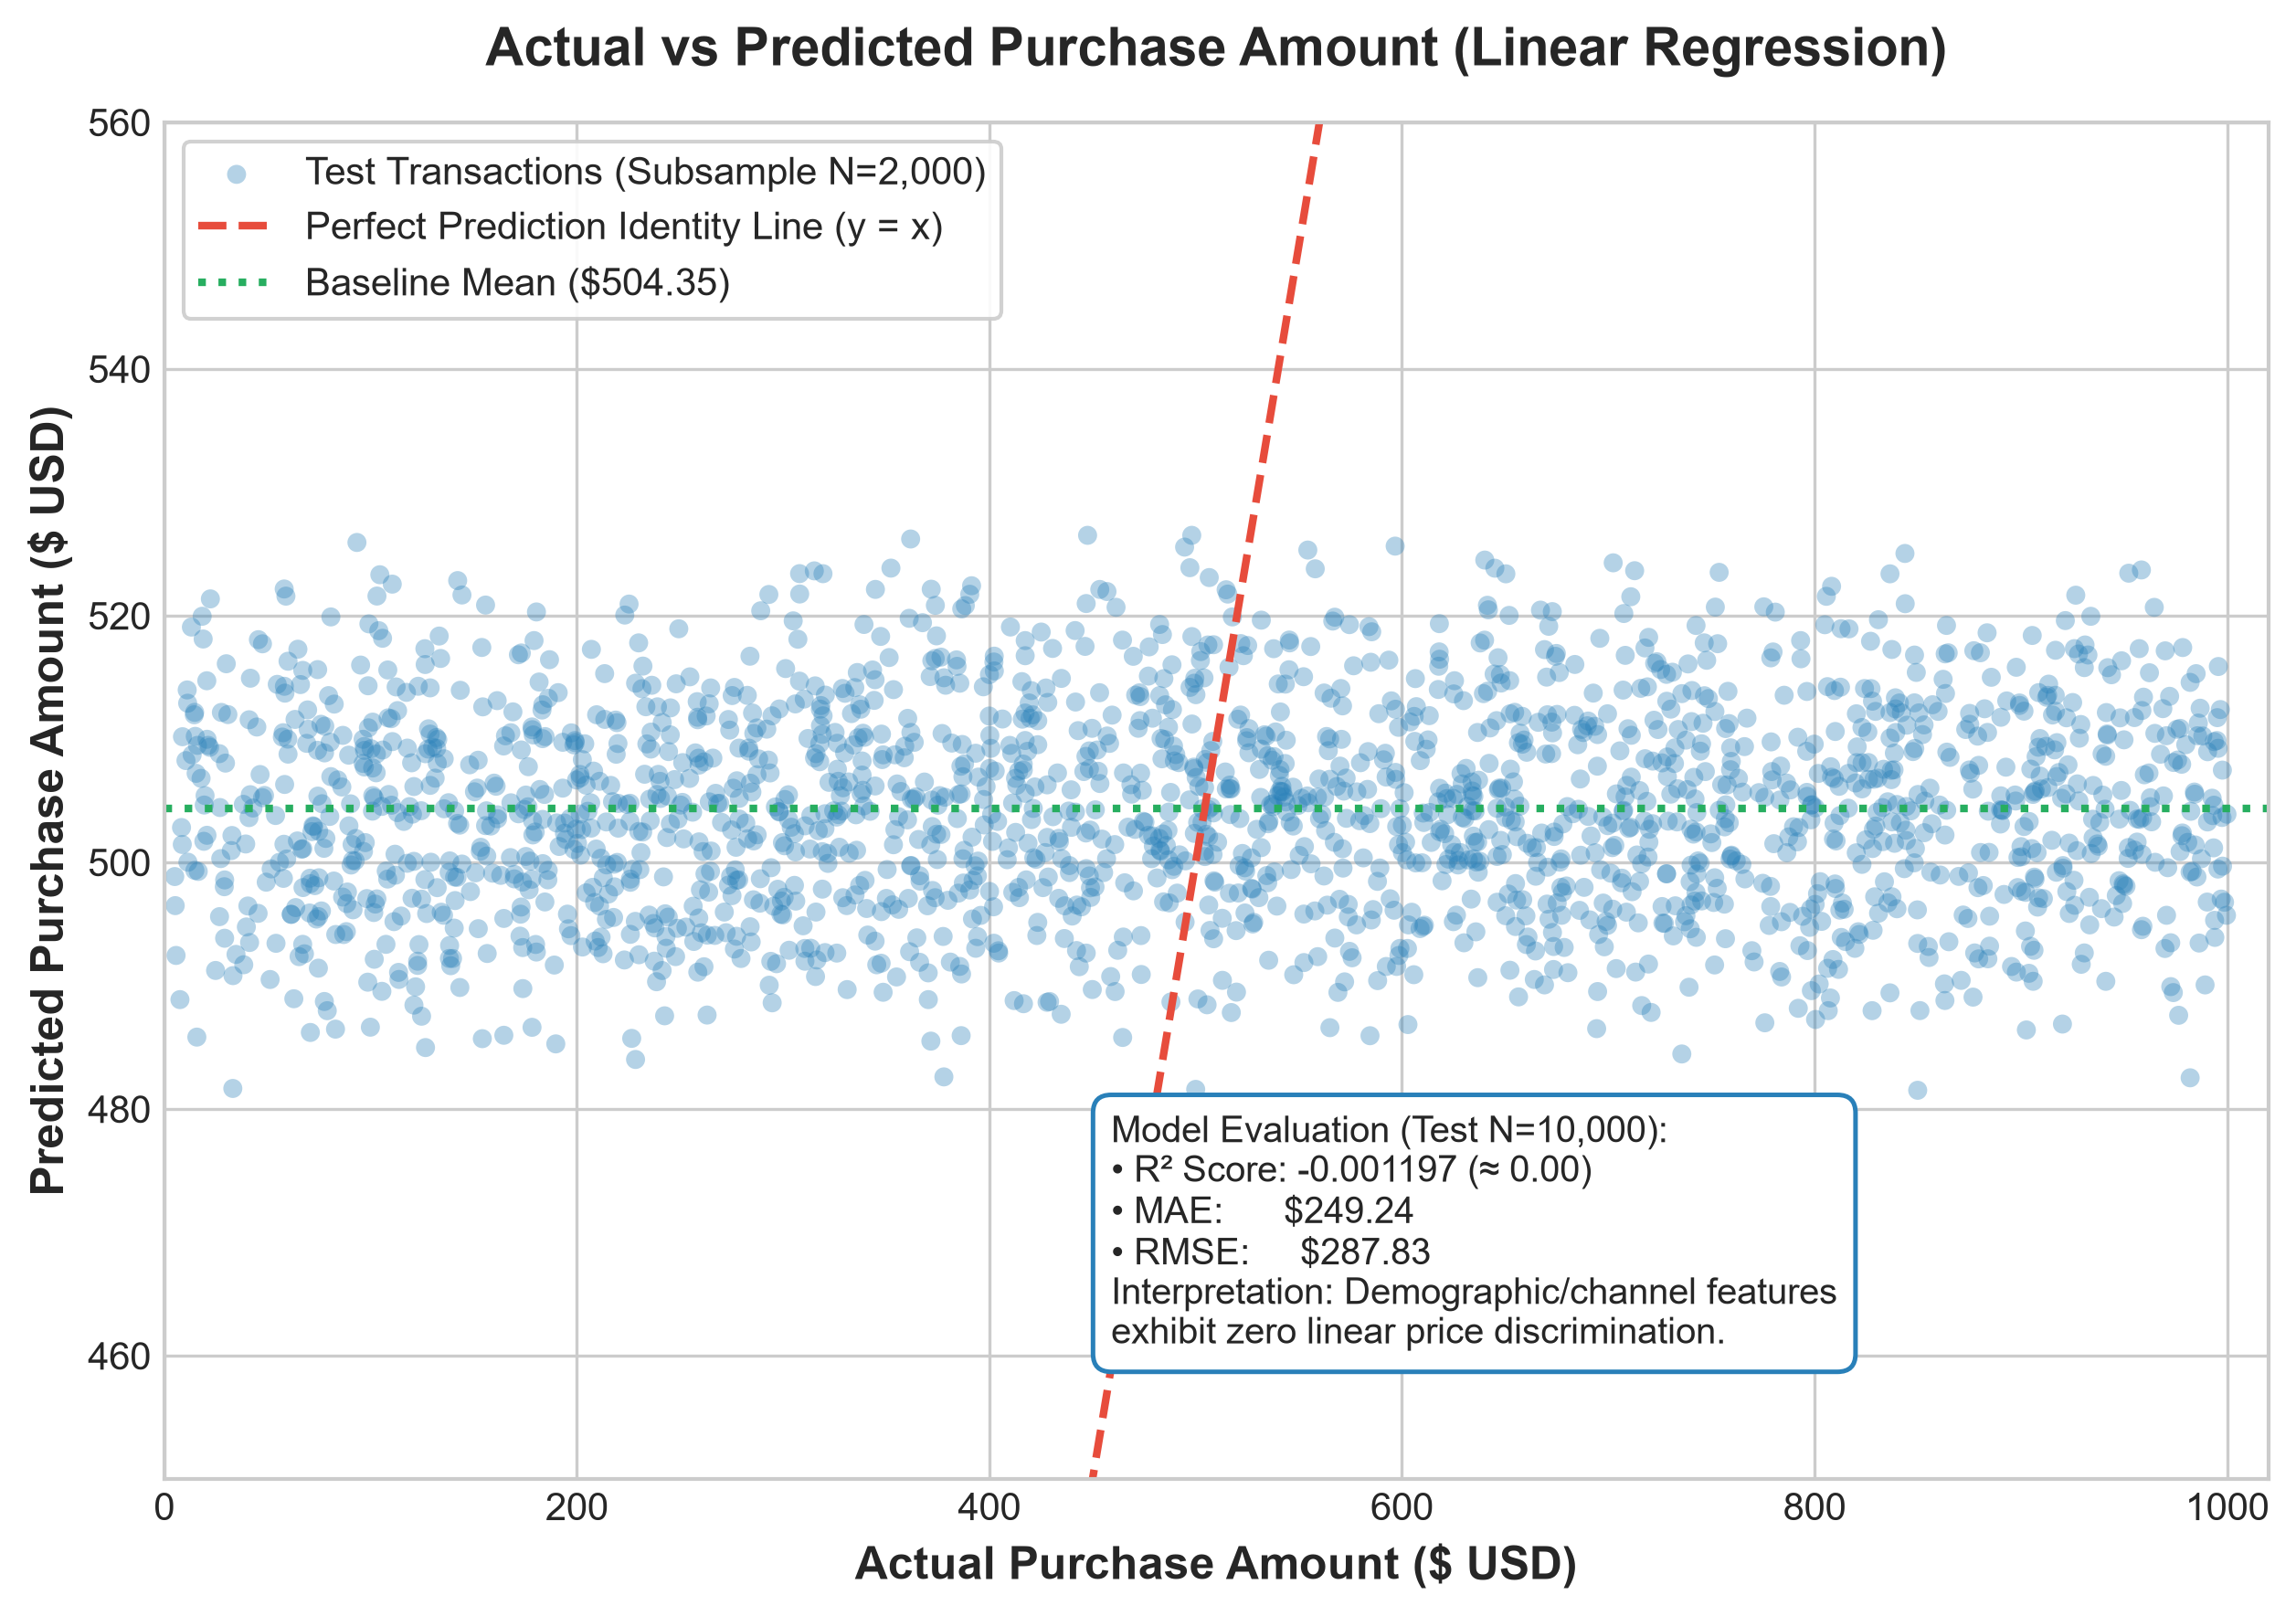 Actual vs Predicted Purchase Amount (Linear Regression)
Test Transactions (Subsample N=2,000)
Perfect Prediction Identity Line (y = x)
Baseline Mean ($504.35)
Predicted Purchase Amount ($ USD)
560
540
520
500
480
460
Model Evaluation (Test N=10,000):
• R² Score: -0.001197 (≈ 0.00)
• MAE: $249.24
• RMSE: $287.83
Interpretation: Demographic/channel features
exhibit zero linear price discrimination.
0 200 400 600 800 1000
Actual Purchase Amount ($ USD)